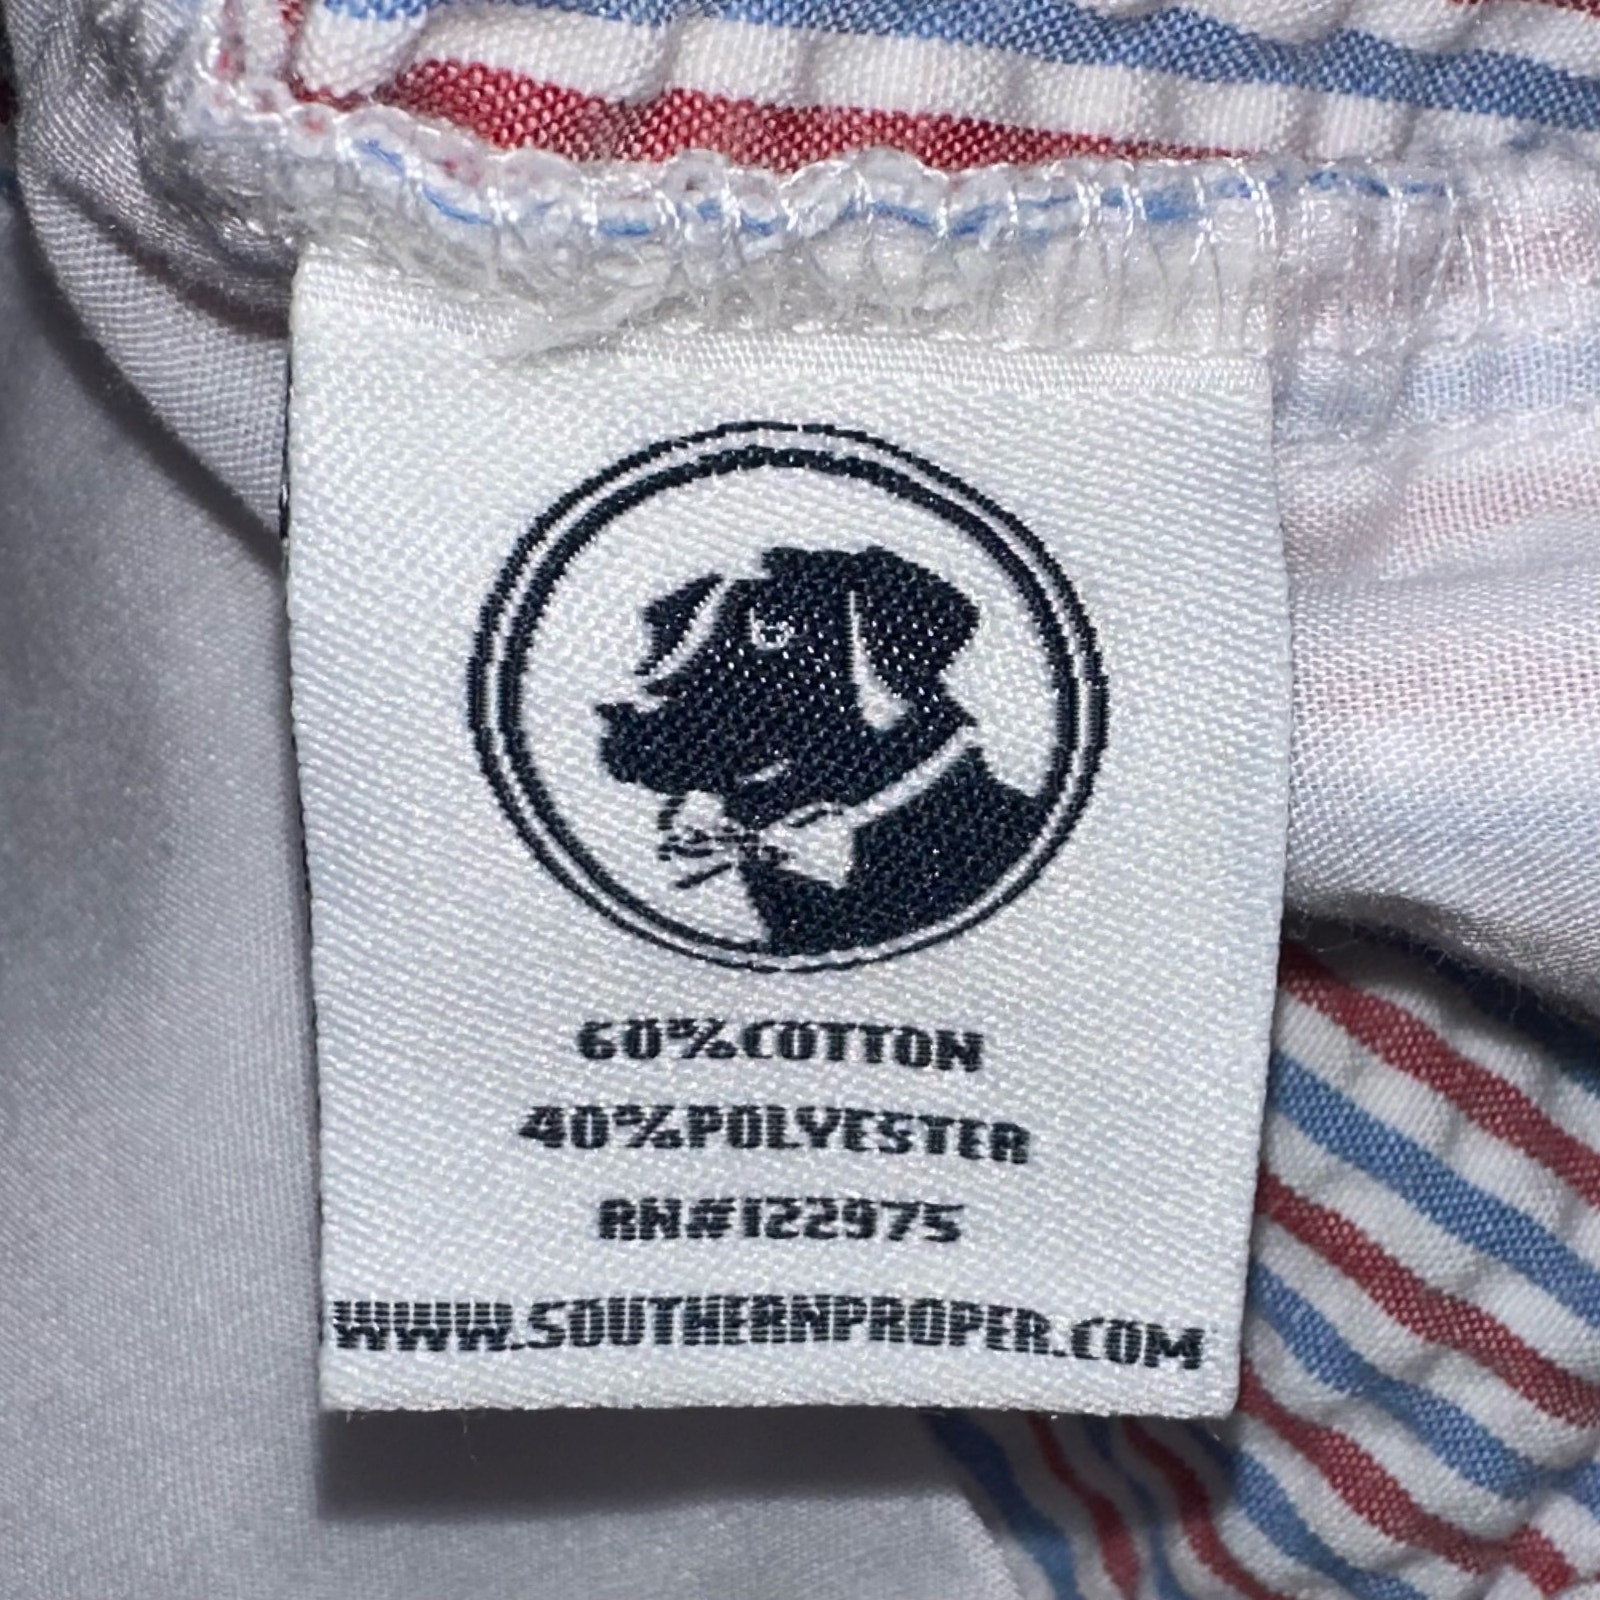 60%COTTON
40%POLYESTER
RN#122975
WWW.SOUTHERNPROPER.COM